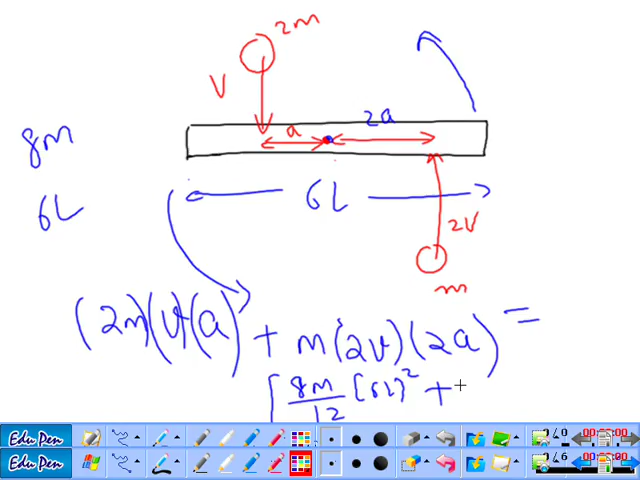 2m
V
a
2a
8m
6L
6L
2V
m
(2m)(V)(a) + m(2V)(2a) =
[8m/12 (6L)² +
Edu Pen
Edu Pen